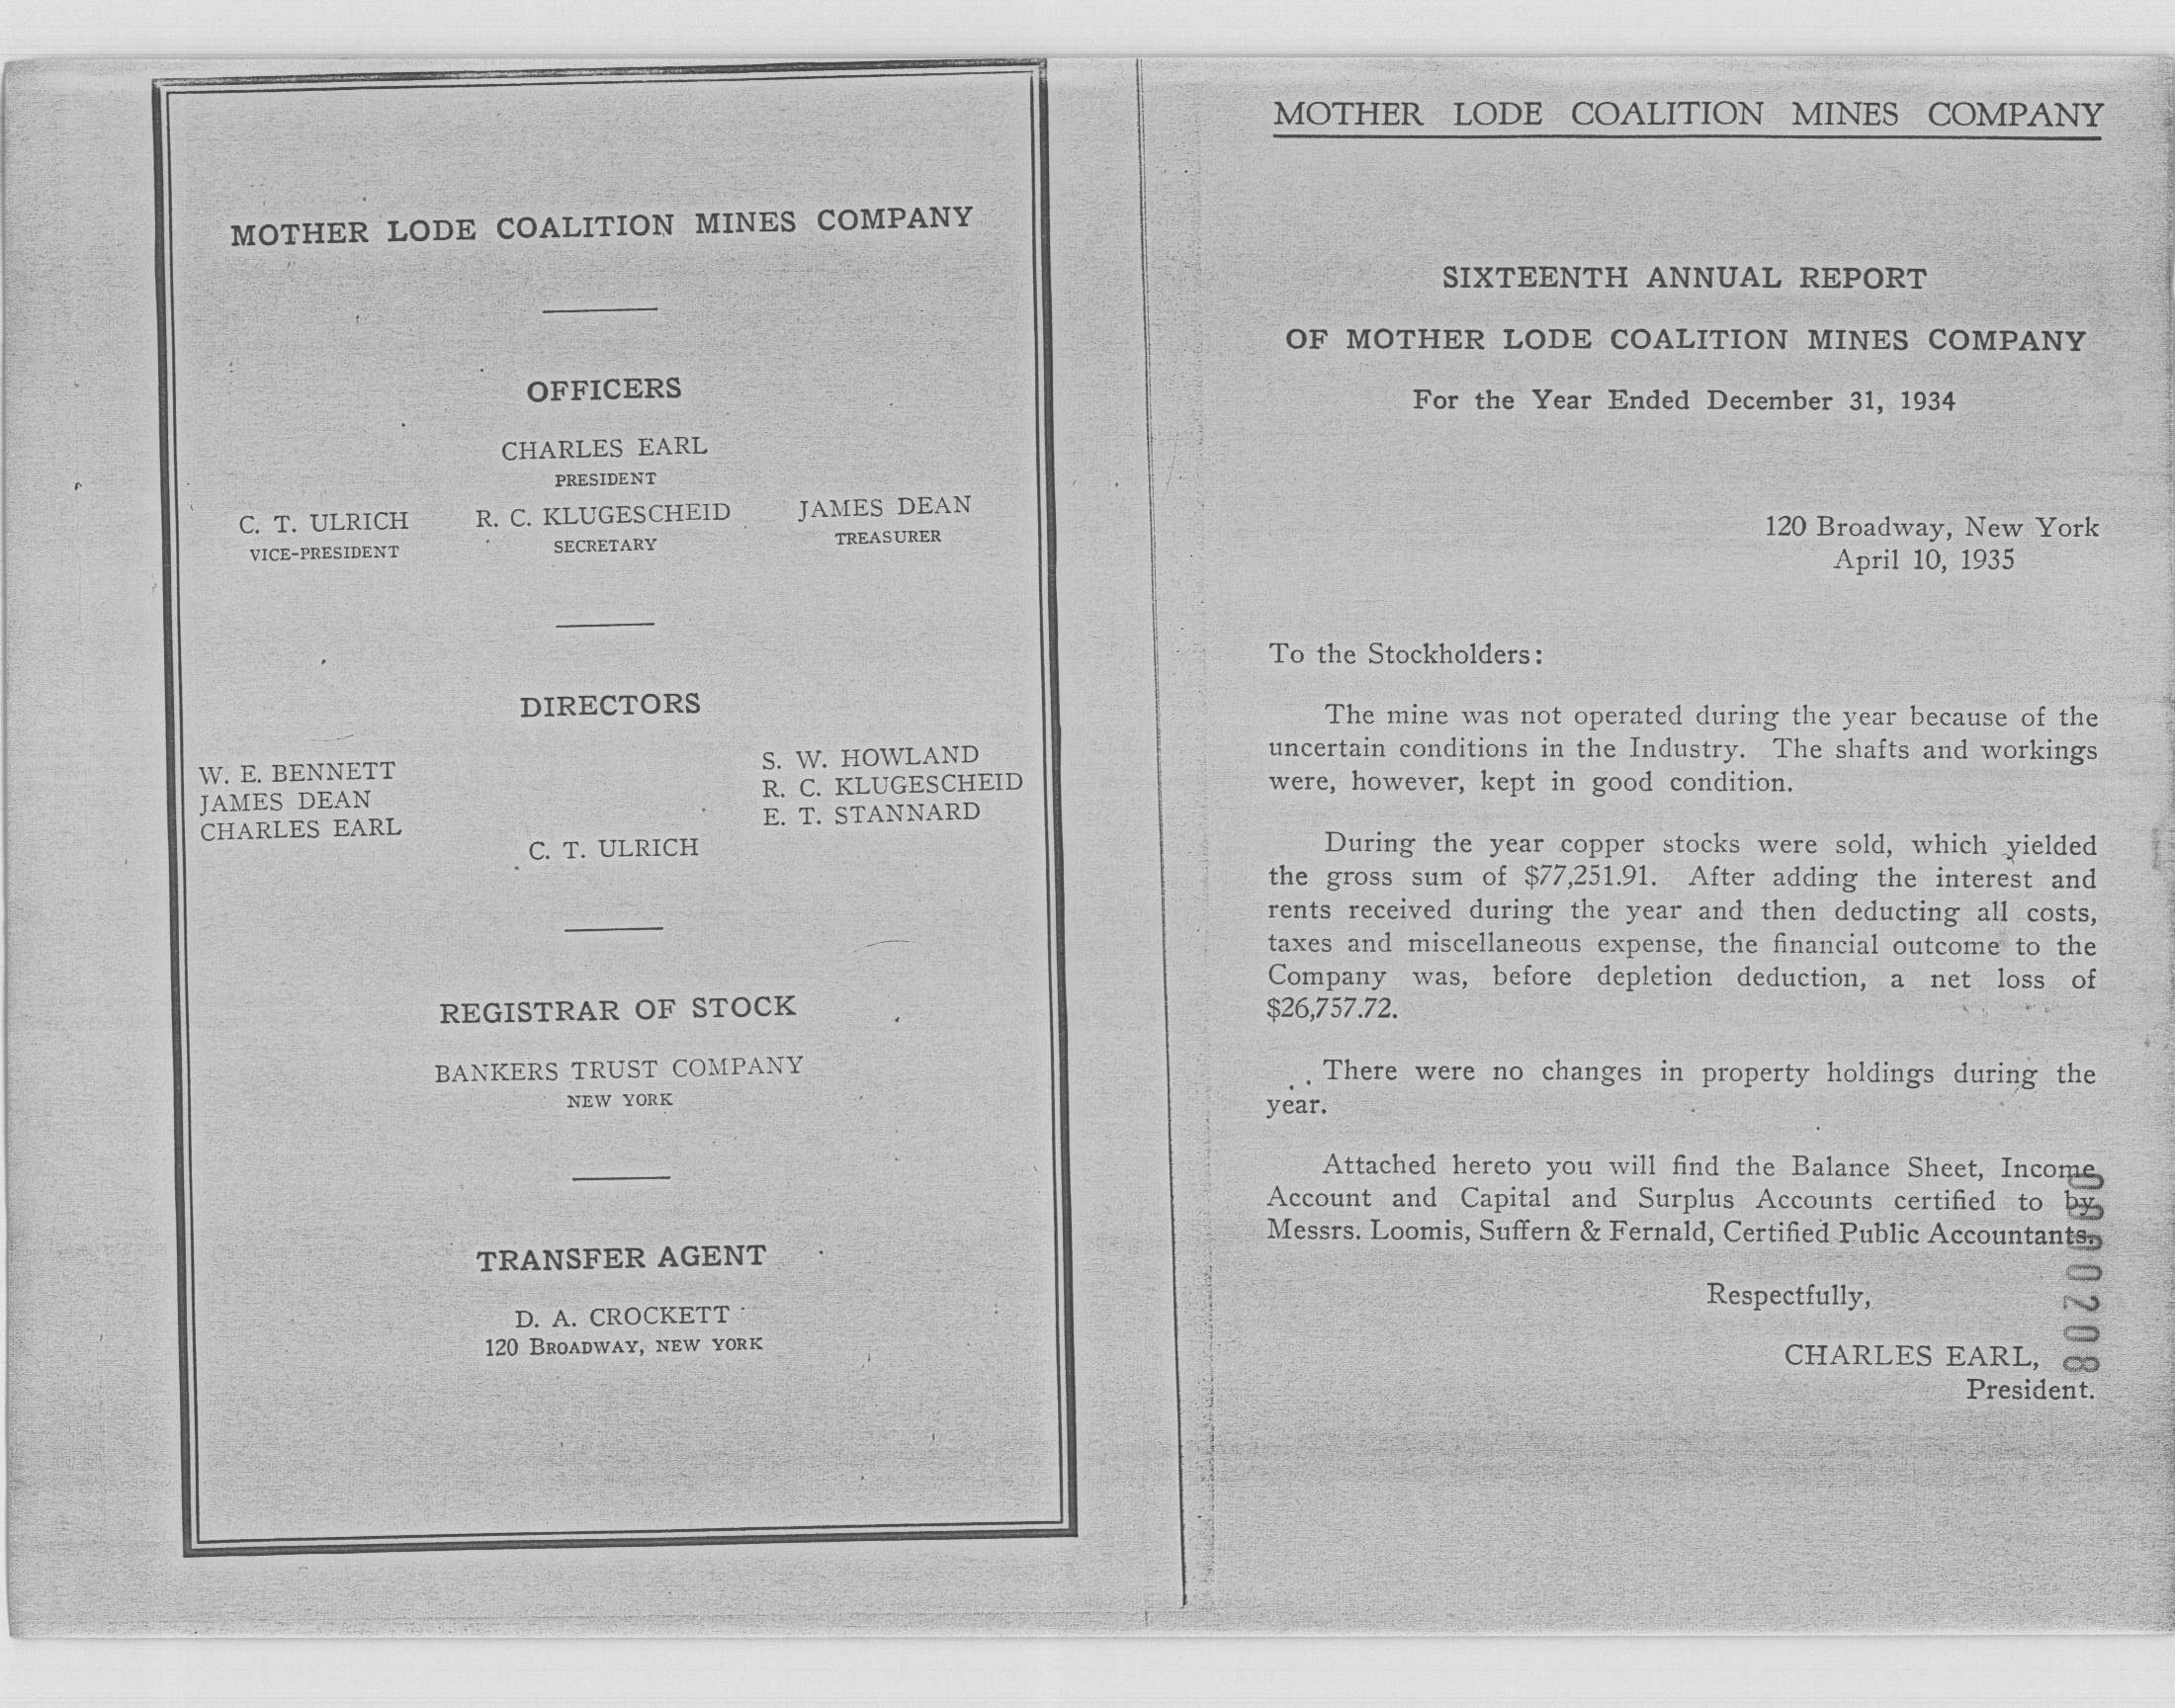 MOTHER LODE COALITION MINES COMPANY
OFFICERS
CHARLES EARL
PRESIDENT
C. T. ULRICH R. C. KLUGESCHEID JAMES DEAN
VICE-PRESIDENT SECRETARY TREASURER
DIRECTORS
W. E. BENNETT S. W. HOWLAND
JAMES DEAN R. C. KLUGESCHEID
CHARLES EARL E. T. STANNARD
C. T. ULRICH
REGISTRAR OF STOCK
BANKERS TRUST COMPANY
NEW YORK
TRANSFER AGENT
D. A. CROCKETT
120 BROADWAY, NEW YORK
MOTHER LODE COALITION MINES COMPANY
SIXTEENTH ANNUAL REPORT
OF MOTHER LODE COALITION MINES COMPANY
For the Year Ended December 31, 1934
120 Broadway, New York
April 10, 1935
To the Stockholders:
The mine was not operated during the year because of the
uncertain conditions in the Industry. The shafts and workings
were, however, kept in good condition.
During the year copper stocks were sold, which yielded
the gross sum of $77,251.91. After adding the interest and
rents received during the year and then deducting all costs,
taxes and miscellaneous expense, the financial outcome to the
Company was, before depletion deduction, a net loss of
$26,757.72.
There were no changes in property holdings during the
year.
Attached hereto you will find the Balance Sheet, Income
Account and Capital and Surplus Accounts certified to by
Messrs. Loomis, Suffern & Fernald, Certified Public Accountants.
Respectfully,
CHARLES EARL,
President.
0000208